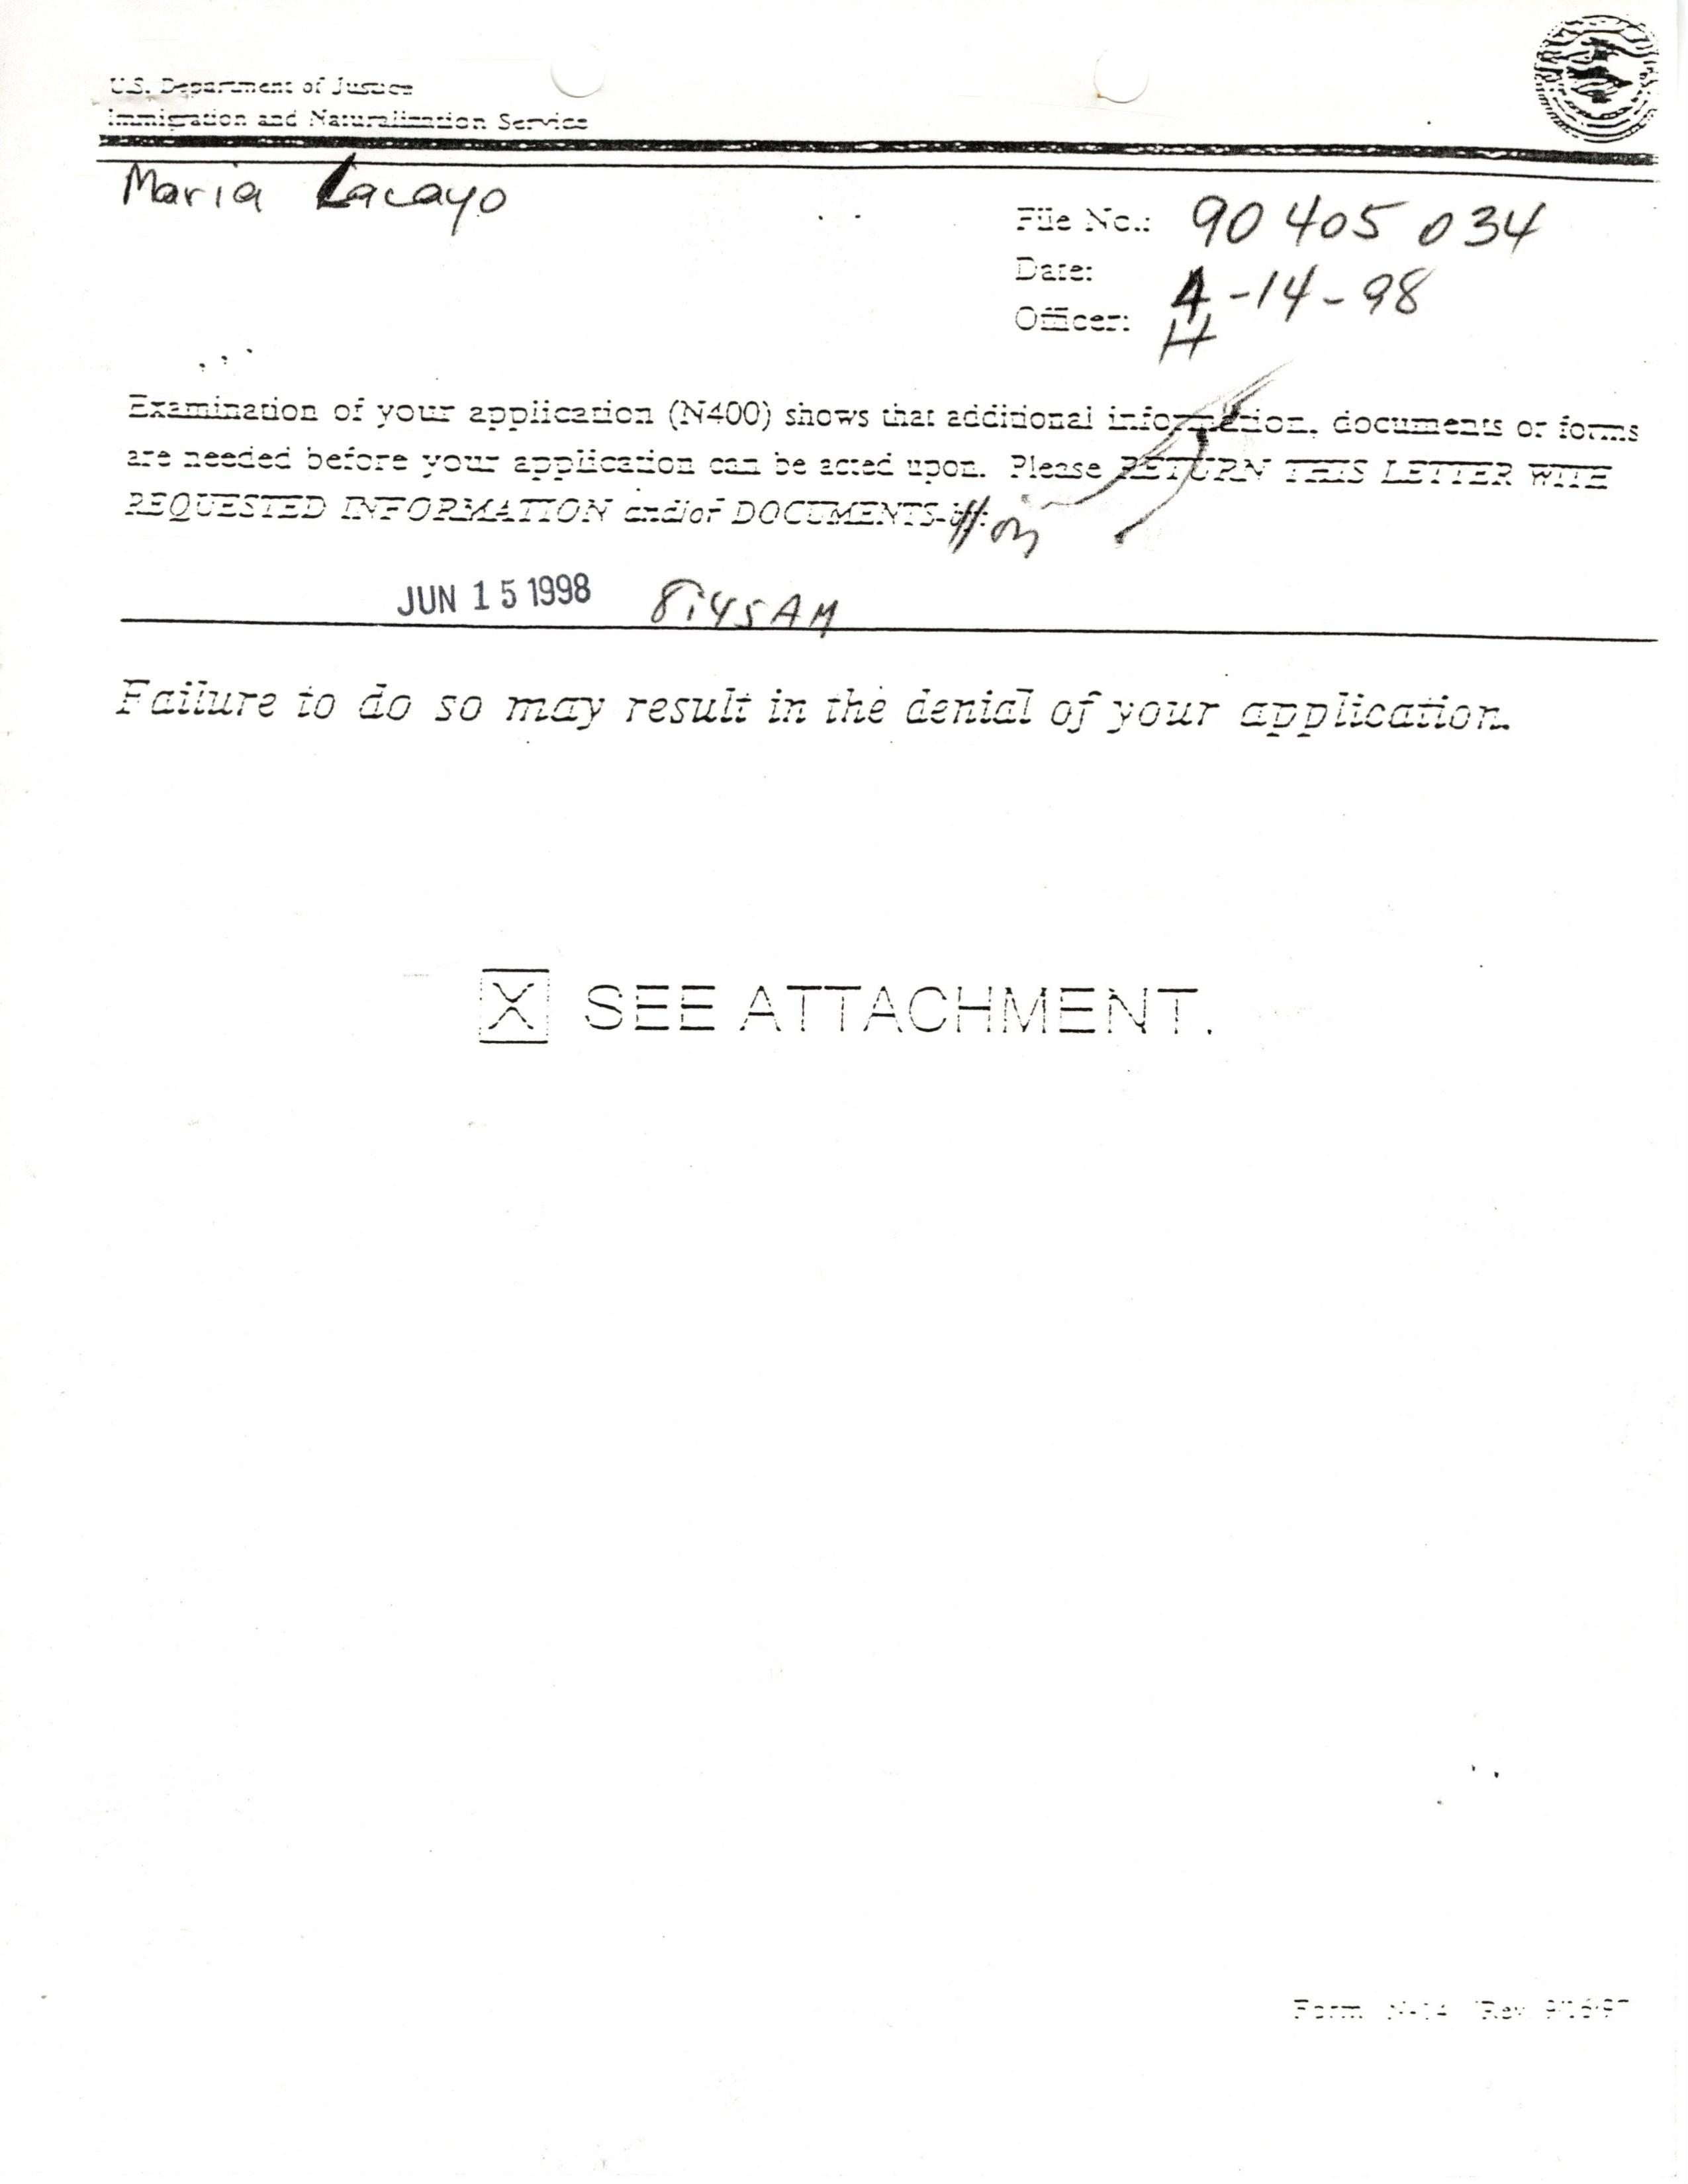 U.S. Department of Justice
Immigration and Naturalization Service
Maria Lacayo
File No.: 90 405 034
Date: 4-14-98
Officer: H
Examination of your application (N400) shows that additional information, documents or forms
are needed before your application can be acted upon. Please RETURN THIS LETTER WITH
REQUESTED INFORMATION and/or DOCUMENTS on
JUN 15 1998 8:45 AM
Failure to do so may result in the denial of your application.
X SEE ATTACHMENT.
Form N-14 Rev